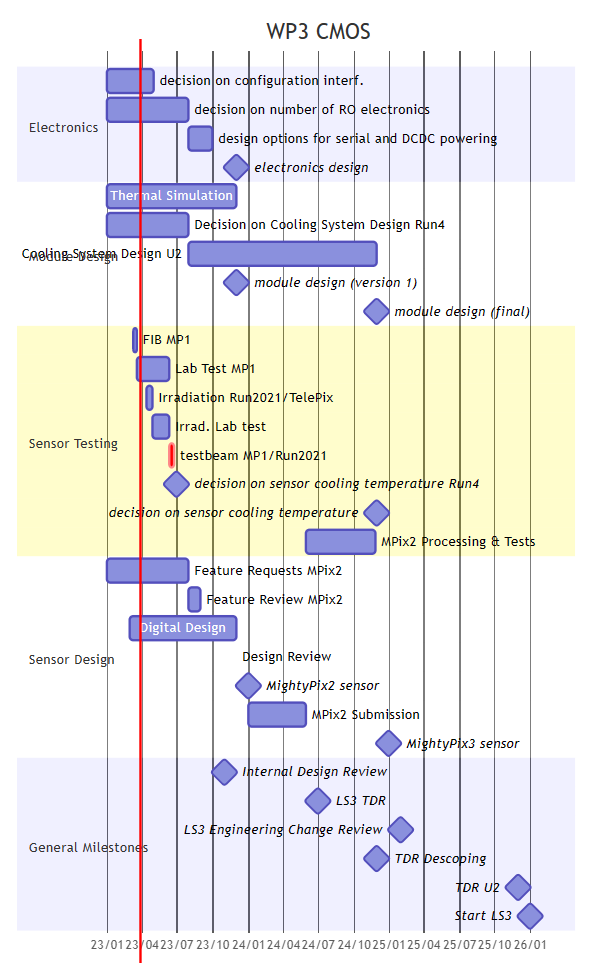 WP3 CMOS
decision on configuration interf.
decision on number of RO electronics
Electronics
design options for serial and DCDC powering
electronics design
Thermal Simulation
Decision on Cooling System Design Run4
Cooling System Design U2
Module Design
module design (version 1)
module design (final)
FIB MP1
Lab Test MP1
Irradiation Run2021/TelePix
Irrad. Lab test
Sensor Testing
testbeam MP1/Run2021
decision on sensor cooling temperature Run4
decision on sensor cooling temperature
MPix2 Processing & Tests
Feature Requests MPix2
Feature Review MPix2
Digital Design
Design Review
Sensor Design
MightyPix2 sensor
MPix2 Submission
MightyPix3 sensor
Internal Design Review
LS3 TDR
LS3 Engineering Change Review
General Milestones
TDR Descoping
TDR U2
Start LS3
23/01 23/04 23/07 23/10 24/01 24/04 24/07 24/10 25/01 25/04 25/07 25/10 26/01